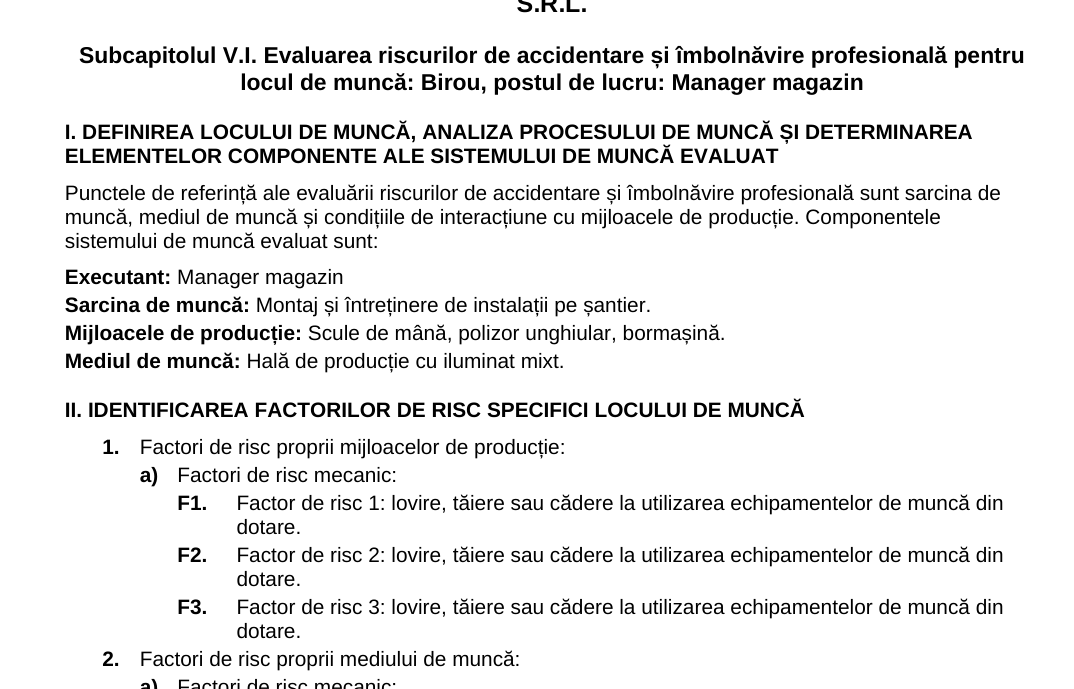 S.R.L.
Subcapitolul V.I. Evaluarea riscurilor de accidentare și îmbolnăvire profesională pentru
locul de muncă: Birou, postul de lucru: Manager magazin
I. DEFINIREA LOCULUI DE MUNCĂ, ANALIZA PROCESULUI DE MUNCĂ ȘI DETERMINAREA
ELEMENTELOR COMPONENTE ALE SISTEMULUI DE MUNCĂ EVALUAT
Punctele de referință ale evaluării riscurilor de accidentare și îmbolnăvire profesională sunt sarcina de
muncă, mediul de muncă și condițiile de interacțiune cu mijloacele de producție. Componentele
sistemului de muncă evaluat sunt:
Executant: Manager magazin
Sarcina de muncă: Montaj și întreținere de instalații pe șantier.
Mijloacele de producție: Scule de mână, polizor unghiular, bormașină.
Mediul de muncă: Hală de producție cu iluminat mixt.
II. IDENTIFICAREA FACTORILOR DE RISC SPECIFICI LOCULUI DE MUNCĂ
1. Factori de risc proprii mijloacelor de producție:
a) Factori de risc mecanic:
F1. Factor de risc 1: lovire, tăiere sau cădere la utilizarea echipamentelor de muncă din
dotare.
F2. Factor de risc 2: lovire, tăiere sau cădere la utilizarea echipamentelor de muncă din
dotare.
F3. Factor de risc 3: lovire, tăiere sau cădere la utilizarea echipamentelor de muncă din
dotare.
2. Factori de risc proprii mediului de muncă:
a) Factori de risc mecanic: